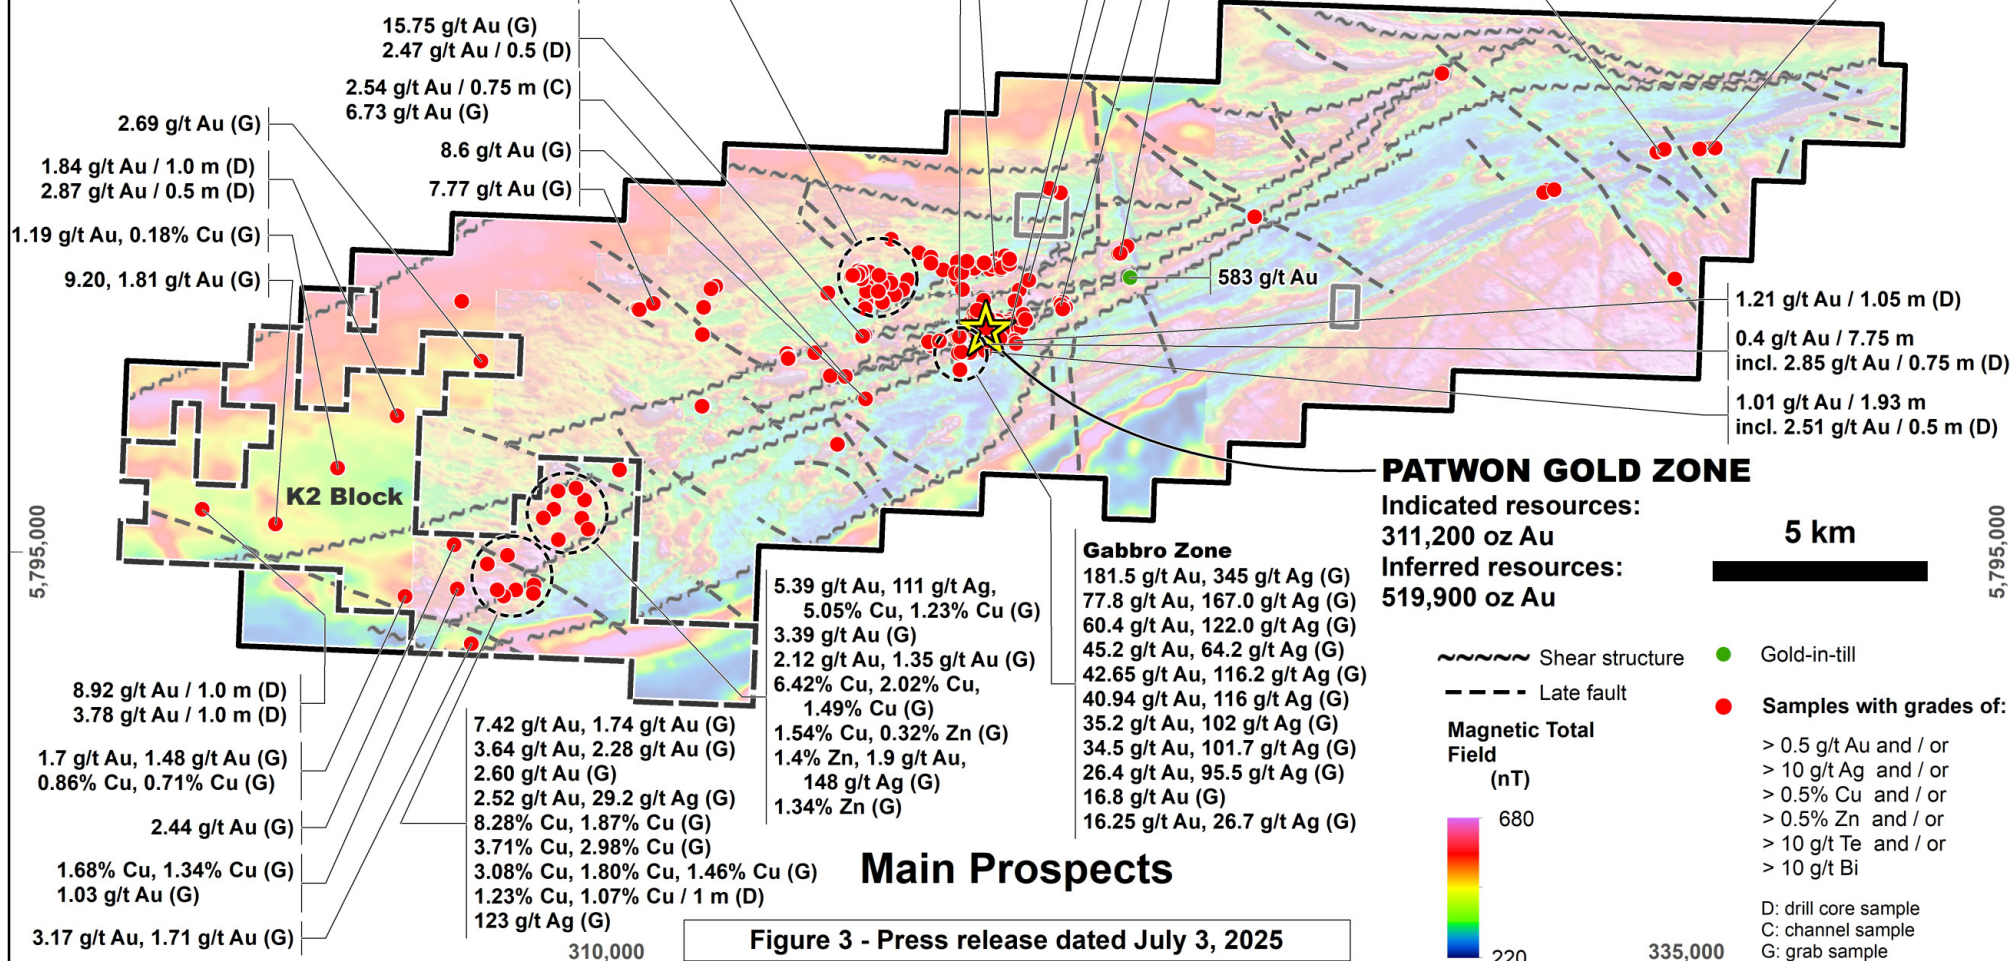 15.75 g/t Au (G)
2.47 g/t Au / 0.5 (D)
2.54 g/t Au / 0.75 m (C)
6.73 g/t Au (G)
8.6 g/t Au (G)
7.77 g/t Au (G)
2.69 g/t Au (G)
1.84 g/t Au / 1.0 m (D)
2.87 g/t Au / 0.5 m (D)
1.19 g/t Au, 0.18% Cu (G)
9.20, 1.81 g/t Au (G)
583 g/t Au
1.21 g/t Au / 1.05 m (D)
0.4 g/t Au / 7.75 m
incl. 2.85 g/t Au / 0.75 m (D)
1.01 g/t Au / 1.93 m
incl. 2.51 g/t Au / 0.5 m (D)
K2 Block
5,795,000
8.92 g/t Au / 1.0 m (D)
3.78 g/t Au / 1.0 m (D)
1.7 g/t Au, 1.48 g/t Au (G)
0.86% Cu, 0.71% Cu (G)
2.44 g/t Au (G)
1.68% Cu, 1.34% Cu (G)
1.03 g/t Au (G)
3.17 g/t Au, 1.71 g/t Au (G)
7.42 g/t Au, 1.74 g/t Au (G)
3.64 g/t Au, 2.28 g/t Au (G)
2.60 g/t Au (G)
2.52 g/t Au, 29.2 g/t Ag (G)
8.28% Cu, 1.87% Cu (G)
3.71% Cu, 2.98% Cu (G)
3.08% Cu, 1.80% Cu, 1.46% Cu (G)
1.23% Cu, 1.07% Cu / 1 m (D)
123 g/t Ag (G)
5.39 g/t Au, 111 g/t Ag,
5.05% Cu, 1.23% Cu (G)
3.39 g/t Au (G)
2.12 g/t Au, 1.35 g/t Au (G)
6.42% Cu, 2.02% Cu,
1.49% Cu (G)
1.54% Cu, 0.32% Zn (G)
1.4% Zn, 1.9 g/t Au,
148 g/t Ag (G)
1.34% Zn (G)
Gabbro Zone
181.5 g/t Au, 345 g/t Ag (G)
77.8 g/t Au, 167.0 g/t Ag (G)
60.4 g/t Au, 122.0 g/t Ag (G)
45.2 g/t Au, 64.2 g/t Ag (G)
42.65 g/t Au, 116.2 g/t Ag (G)
40.94 g/t Au, 116 g/t Ag (G)
35.2 g/t Au, 102 g/t Ag (G)
34.5 g/t Au, 101.7 g/t Ag (G)
26.4 g/t Au, 95.5 g/t Ag (G)
16.8 g/t Au (G)
16.25 g/t Au, 26.7 g/t Ag (G)
PATWON GOLD ZONE
Indicated resources:
311,200 oz Au
Inferred resources:
519,900 oz Au
5 km
5,795,000
Shear structure
Late fault
Magnetic Total
Field
(nT)
680
220
Gold-in-till
Samples with grades of:
> 0.5 g/t Au and / or
> 10 g/t Ag and / or
> 0.5% Cu and / or
> 0.5% Zn and / or
> 10 g/t Te and / or
> 10 g/t Bi
D: drill core sample
C: channel sample
G: grab sample
Main Prospects
Figure 3 - Press release dated July 3, 2025
310,000
335,000